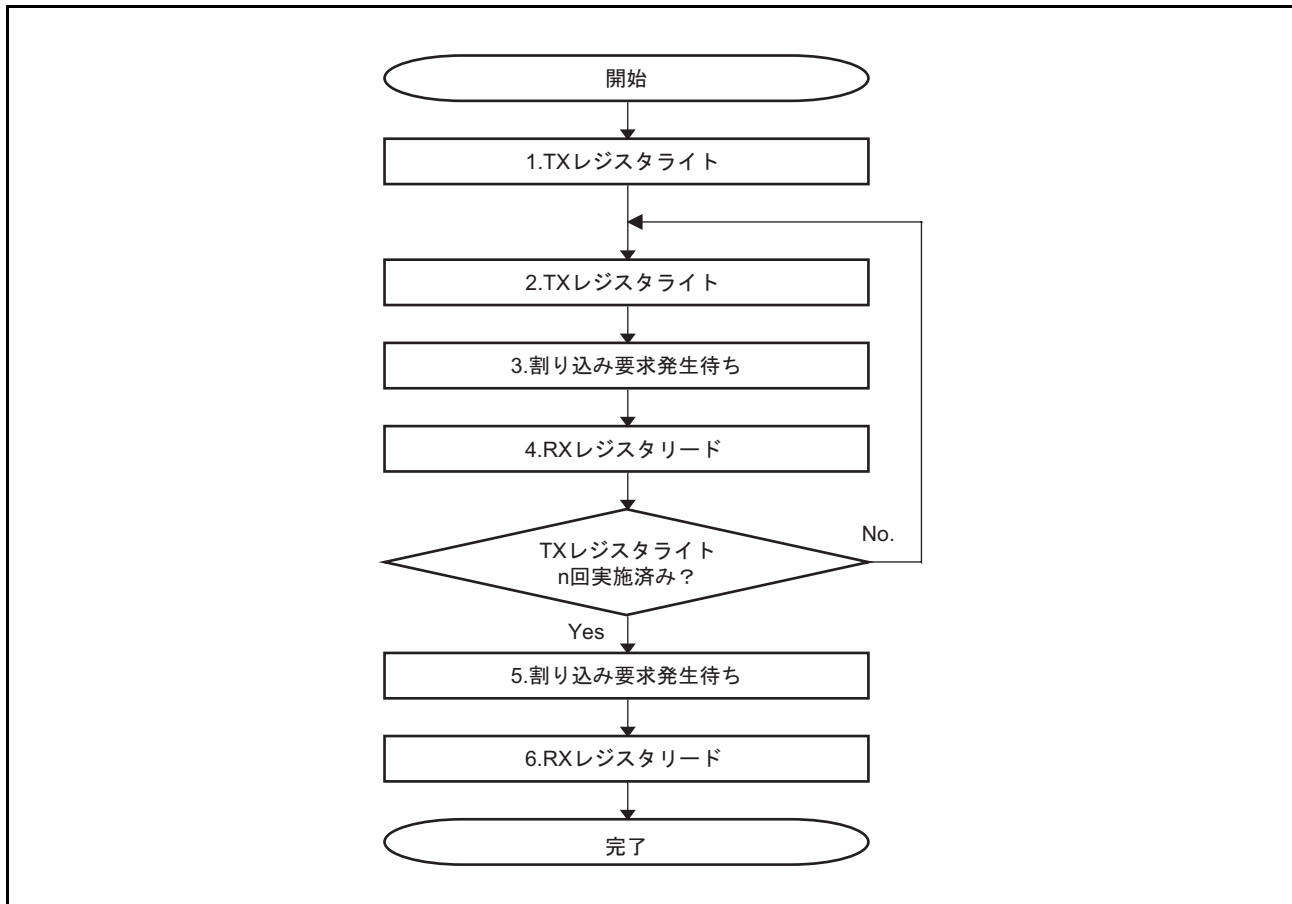 開始
1.TXレジスタライト
2.TXレジスタライト
3.割り込み要求発生待ち
4.RXレジスタリード
TXレジスタライト
n回実施済み？
No.
Yes
5.割り込み要求発生待ち
6.RXレジスタリード
完了